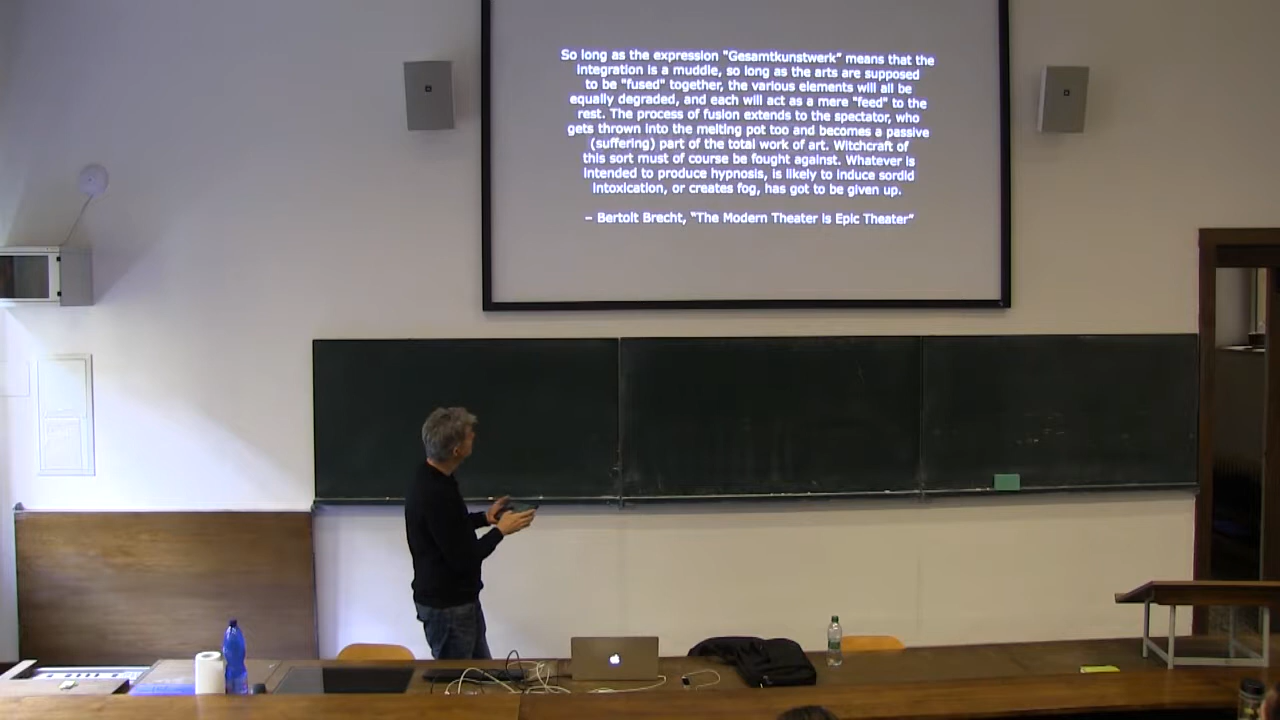 So long as the expression "Gesamtkunstwerk" means that the
integration is a muddle, so long as the arts are supposed
to be "fused" together, the various elements will all be
equally degraded, and each will act as a mere "feed" to the
rest. The process of fusion extends to the spectator, who
gets thrown into the melting pot too and becomes a passive
(suffering) part of the total work of art. Witchcraft of
this sort must of course be fought against. Whatever is
intended to produce hypnosis, is likely to induce sordid
intoxication, or creates fog, has got to be given up.
– Bertolt Brecht, "The Modern Theater is Epic Theater"